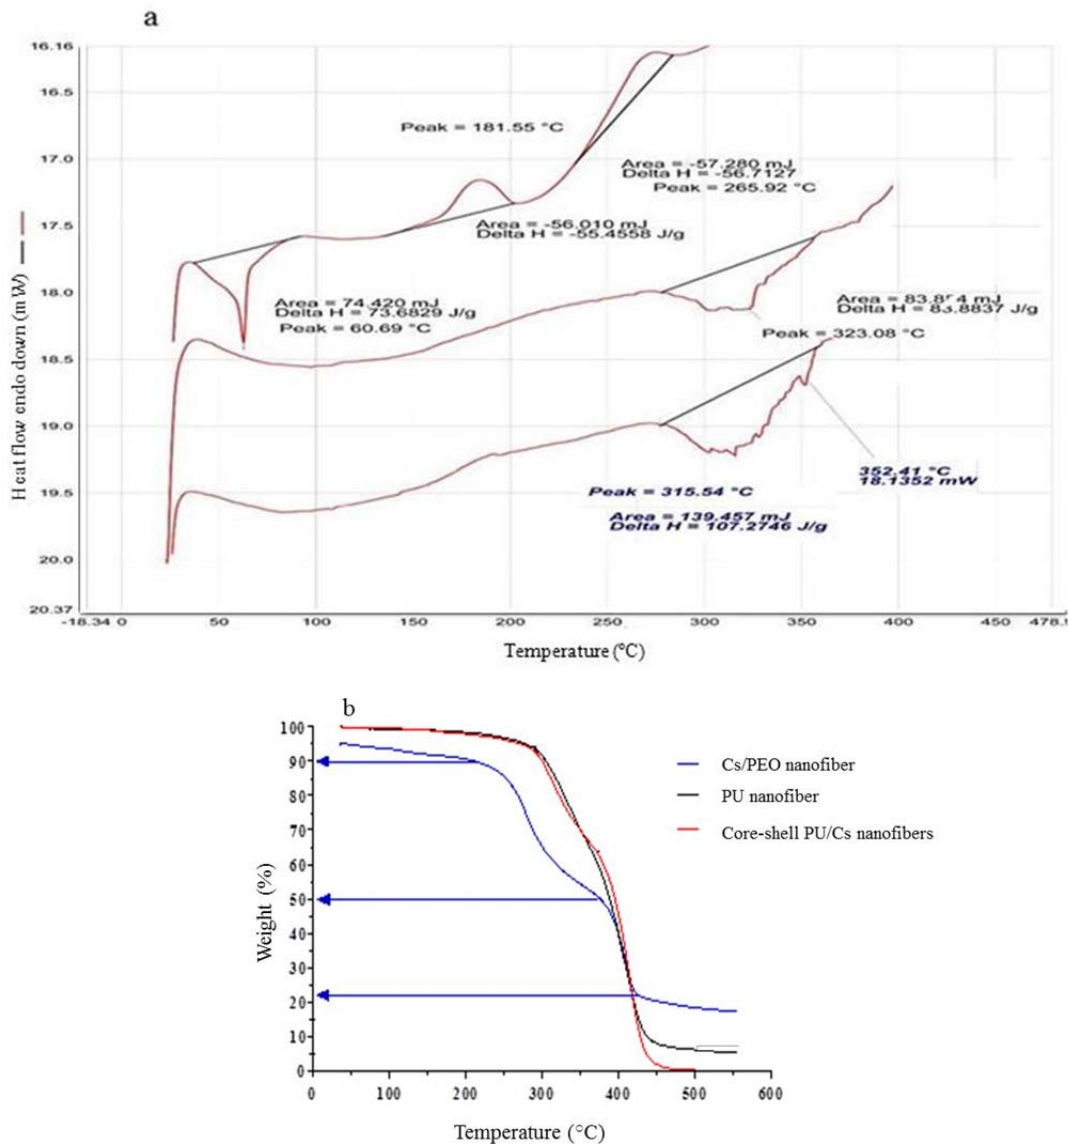 a
16.16
16.5
17.0
17.5
18.0
18.5
19.0
19.5
20.0
20.37
Heat flow endo down (mW)
Peak = 181.55 °C
Area = -57.280 mJ
Delta H = -56.7127
Peak = 265.92 °C
Area = -56.010 mJ
Delta H = -55.4558 J/g
Area = 74.420 mJ
Delta H = 73.6829 J/g
Peak = 60.69 °C
Delta H = 83.8837 J/g
Peak = 323.08 °C
352.41 °C
18.1352 mW
Peak = 315.54 °C
Area = 139.457 mJ
Delta H = 107.2746 J/g
-18.34 0 50 100 150 200 250 300 350 400 450 478.9
Temperature (°C)
b
100
90
80
70
60
50
40
30
20
10
0
Weight (%)
Cs/PEO nanofiber
PU nanofiber
Core-shell PU/Cs nanofibers
0 100 200 300 400 500 600
Temperature (°C)